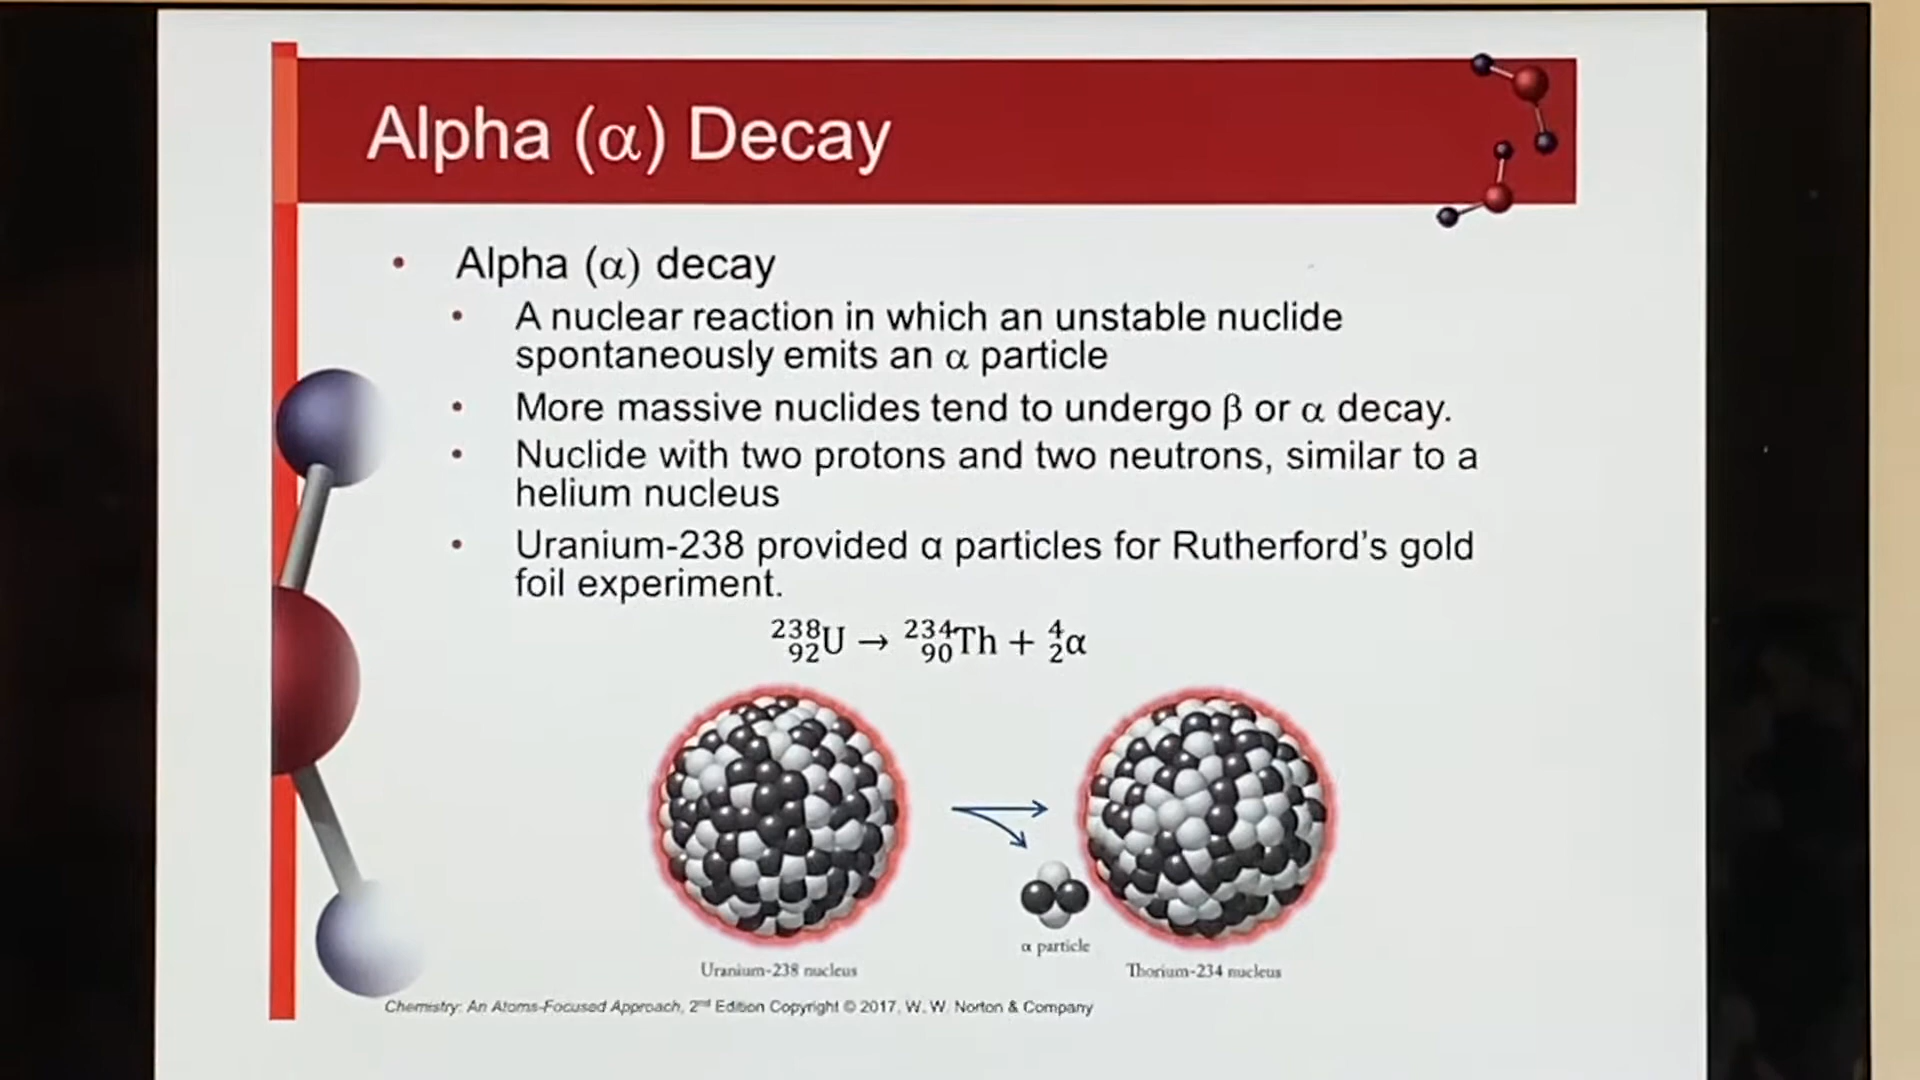 Alpha (α) Decay
• Alpha (α) decay
• A nuclear reaction in which an unstable nuclide
spontaneously emits an α particle
• More massive nuclides tend to undergo β or α decay.
• Nuclide with two protons and two neutrons, similar to a
helium nucleus
• Uranium-238 provided α particles for Rutherford's gold
foil experiment.
²³⁸₉₂U → ²³⁴₉₀Th + ⁴₂α
α particle
Uranium-238 nucleus
Thorium-234 nucleus
Chemistry: An Atoms-Focused Approach, 2nd Edition Copyright © 2017, W. W. Norton & Company